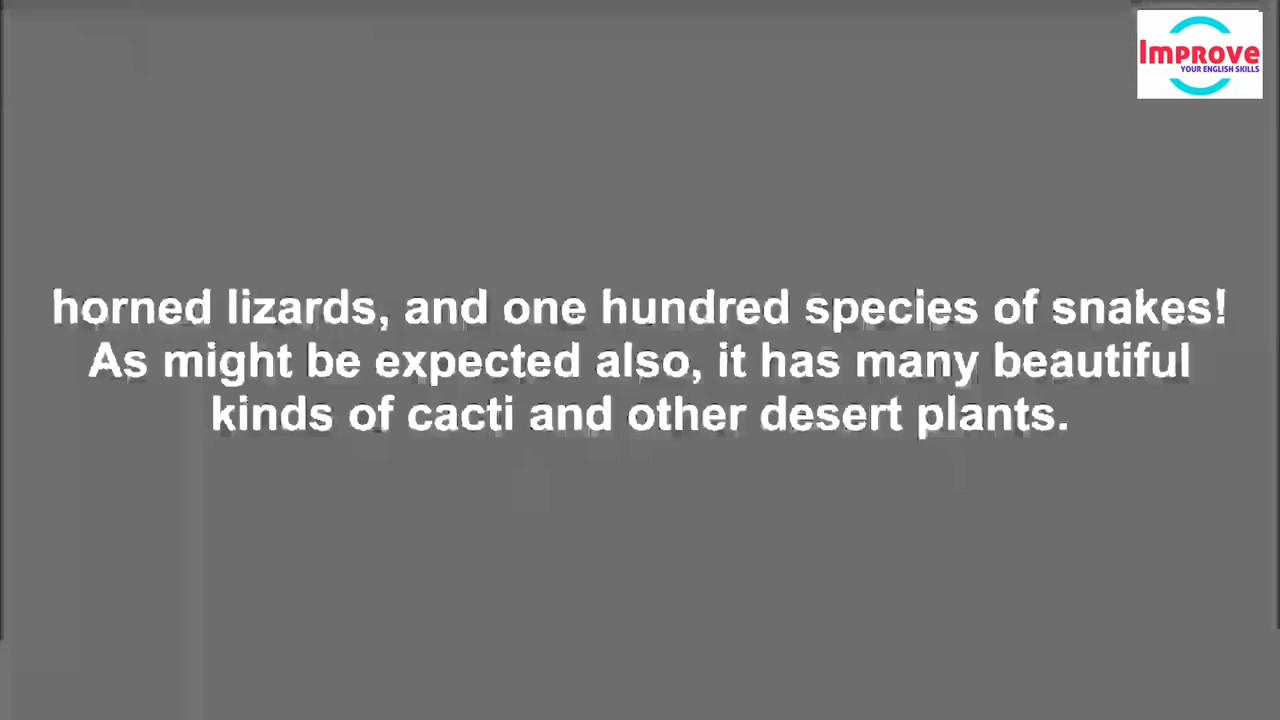 Improve
YOUR ENGLISH SKILLS
horned lizards, and one hundred species of snakes!
As might be expected also, it has many beautiful
kinds of cacti and other desert plants.